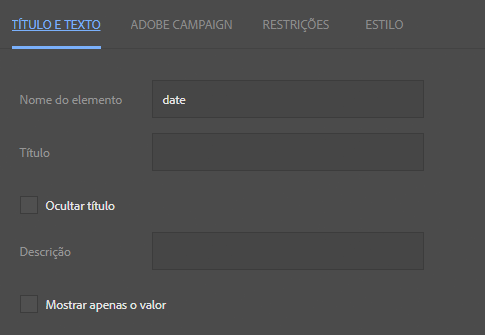 TÍTULO E TEXTO ADOBE CAMPAIGN RESTRIÇÕES ESTILO
Nome do elemento date
Título
Ocultar título
Descrição
Mostrar apenas o valor